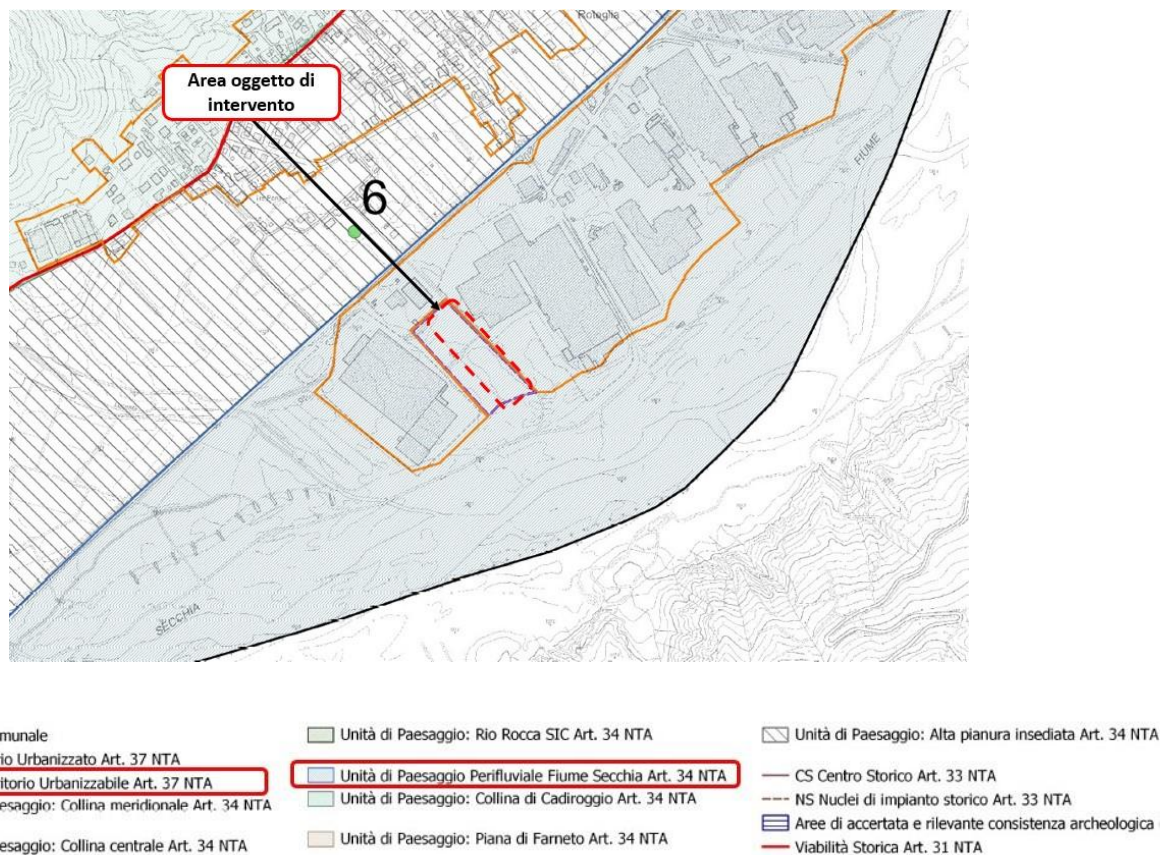 Rotoglia
Area oggetto di
intervento
6
FIUME
SECCHIA
munale
io Urbanizzato Art. 37 NTA
itorio Urbanizzabile Art. 37 NTA
esaggio: Collina meridionale Art. 34 NTA
esaggio: Collina centrale Art. 34 NTA
Unità di Paesaggio: Rio Rocca SIC Art. 34 NTA
Unità di Paesaggio Perifluviale Fiume Secchia Art. 34 NTA
Unità di Paesaggio: Collina di Cadiroggio Art. 34 NTA
Unità di Paesaggio: Piana di Farneto Art. 34 NTA
Unità di Paesaggio: Alta pianura insediata Art. 34 NTA
CS Centro Storico Art. 33 NTA
NS Nuclei di impianto storico Art. 33 NTA
Aree di accertata e rilevante consistenza archeologica
Viabilità Storica Art. 31 NTA